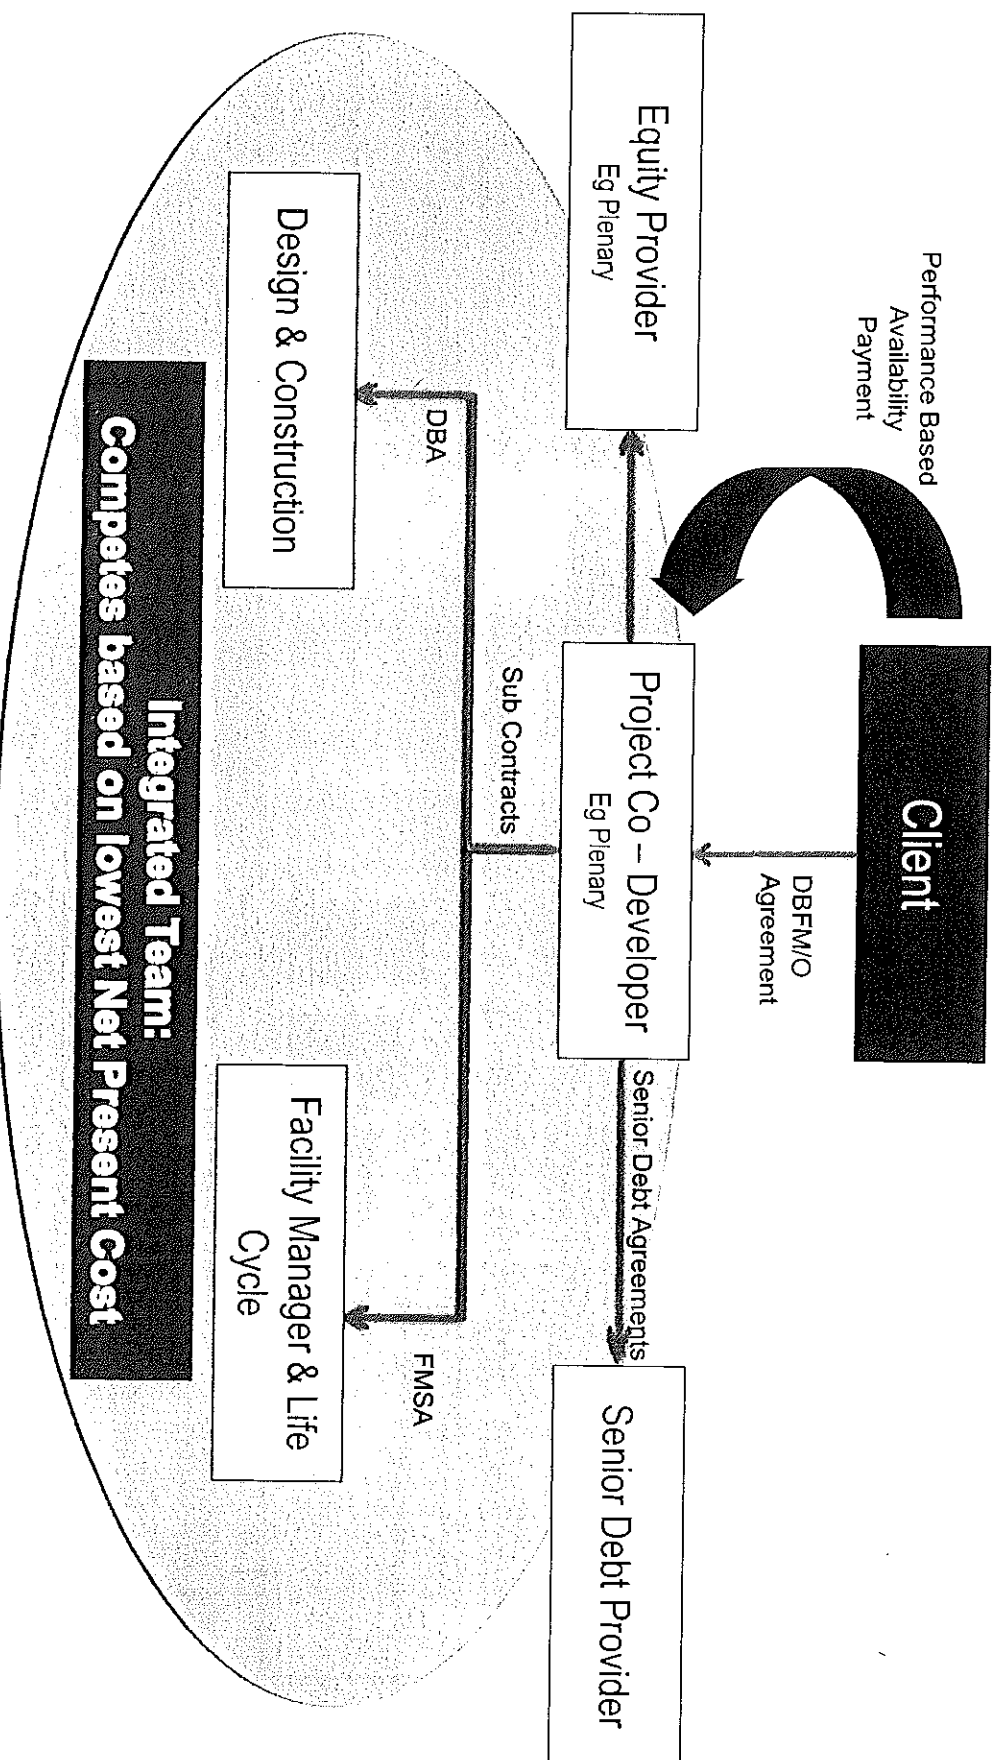 Client
Performance Based
Availability
Payment
DBFM/O
Agreement
Equity Provider
Eg Plenary
Project Co – Developer
Eg Plenary
Senior Debt Agreements
Senior Debt Provider
Sub Contracts
DBA
FMSA
Design & Construction
Facility Manager & Life
Cycle
Integrated Team:
Competes based on lowest Net Present Cost